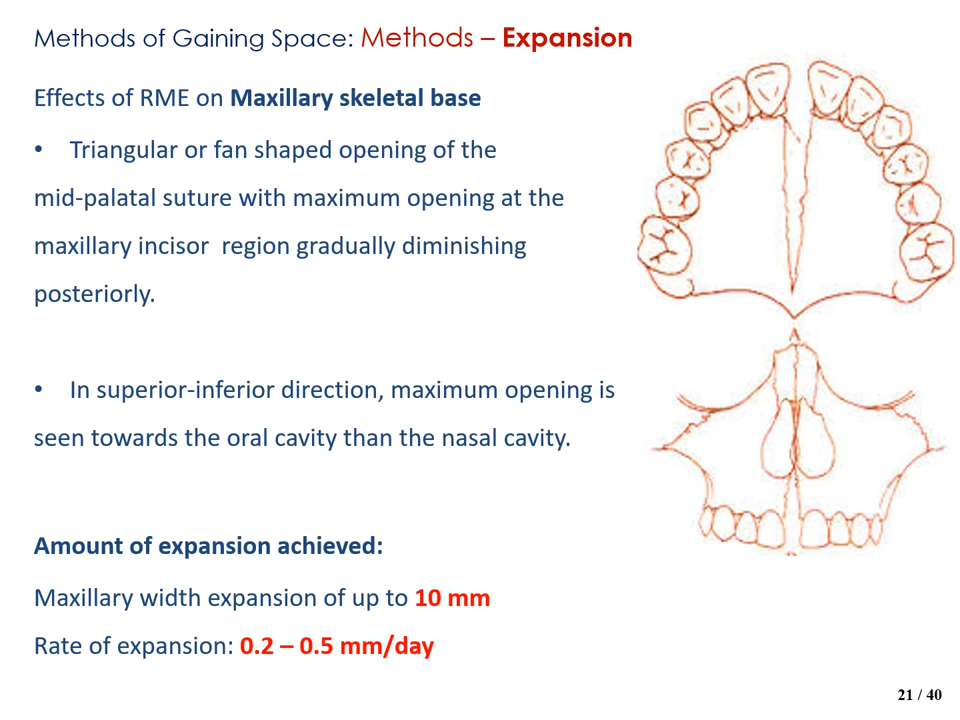 Methods of Gaining Space: Methods – Expansion
Effects of RME on Maxillary skeletal base
• Triangular or fan shaped opening of the
mid-palatal suture with maximum opening at the
maxillary incisor region gradually diminishing
posteriorly.
A
• In superior-inferior direction, maximum opening is
seen towards the oral cavity than the nasal cavity.
Amount of expansion achieved:
Maxillary width expansion of up to 10 mm
Rate of expansion: 0.2 – 0.5 mm/day
21 / 40